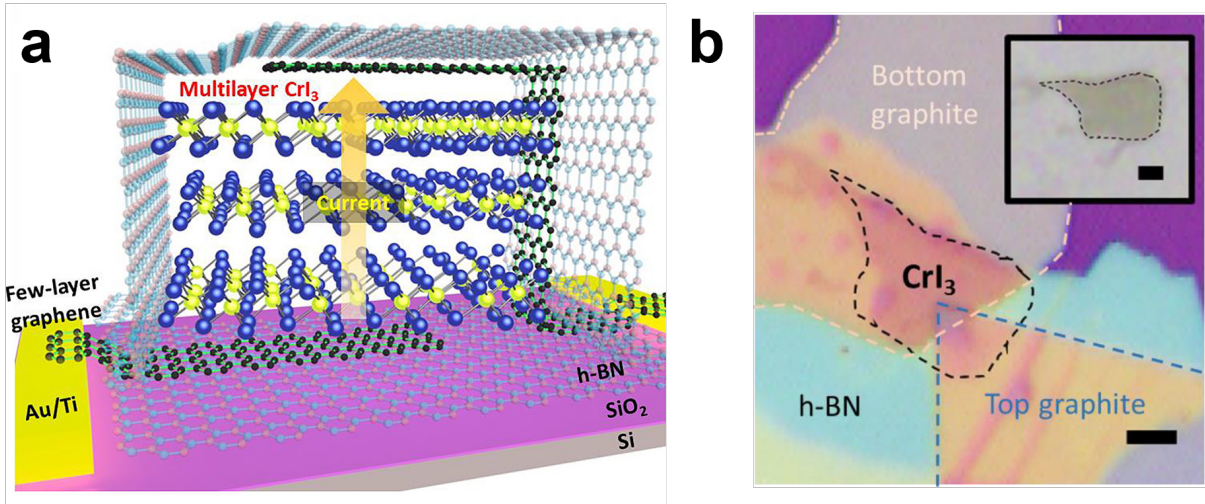 a
Multilayer CrI₃
Current
Few-layer
graphene
Au/Ti
h-BN
SiO₂
Si
b
Bottom
graphite
CrI₃
h-BN
Top graphite